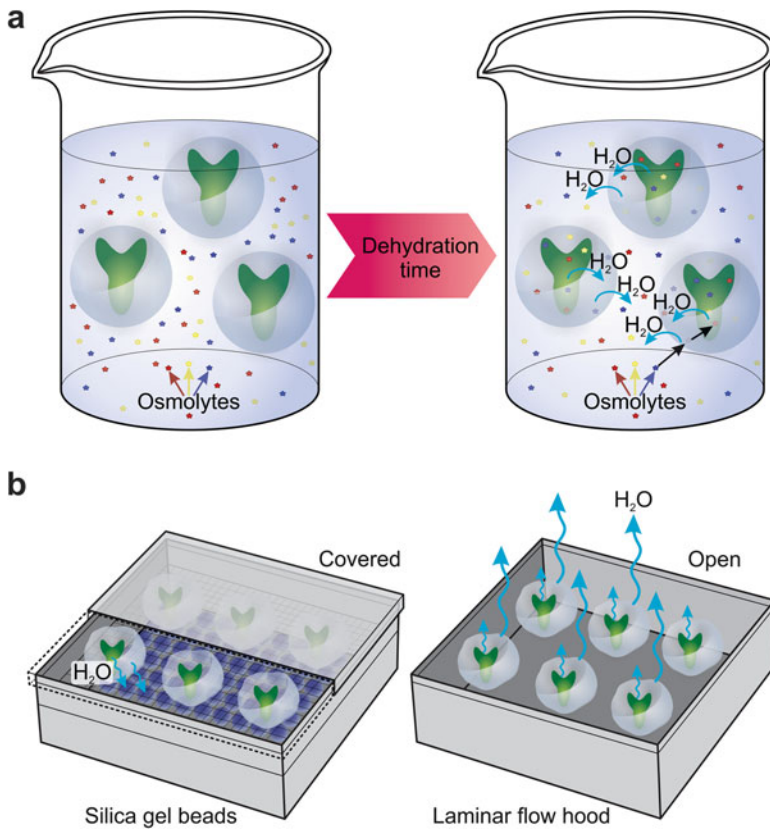 a
Dehydration
time
Osmolytes
H₂O
H₂O
H₂O
H₂O
H₂O
H₂O
Osmolytes
b
Covered
H₂O
Silica gel beads
H₂O
Open
Laminar flow hood